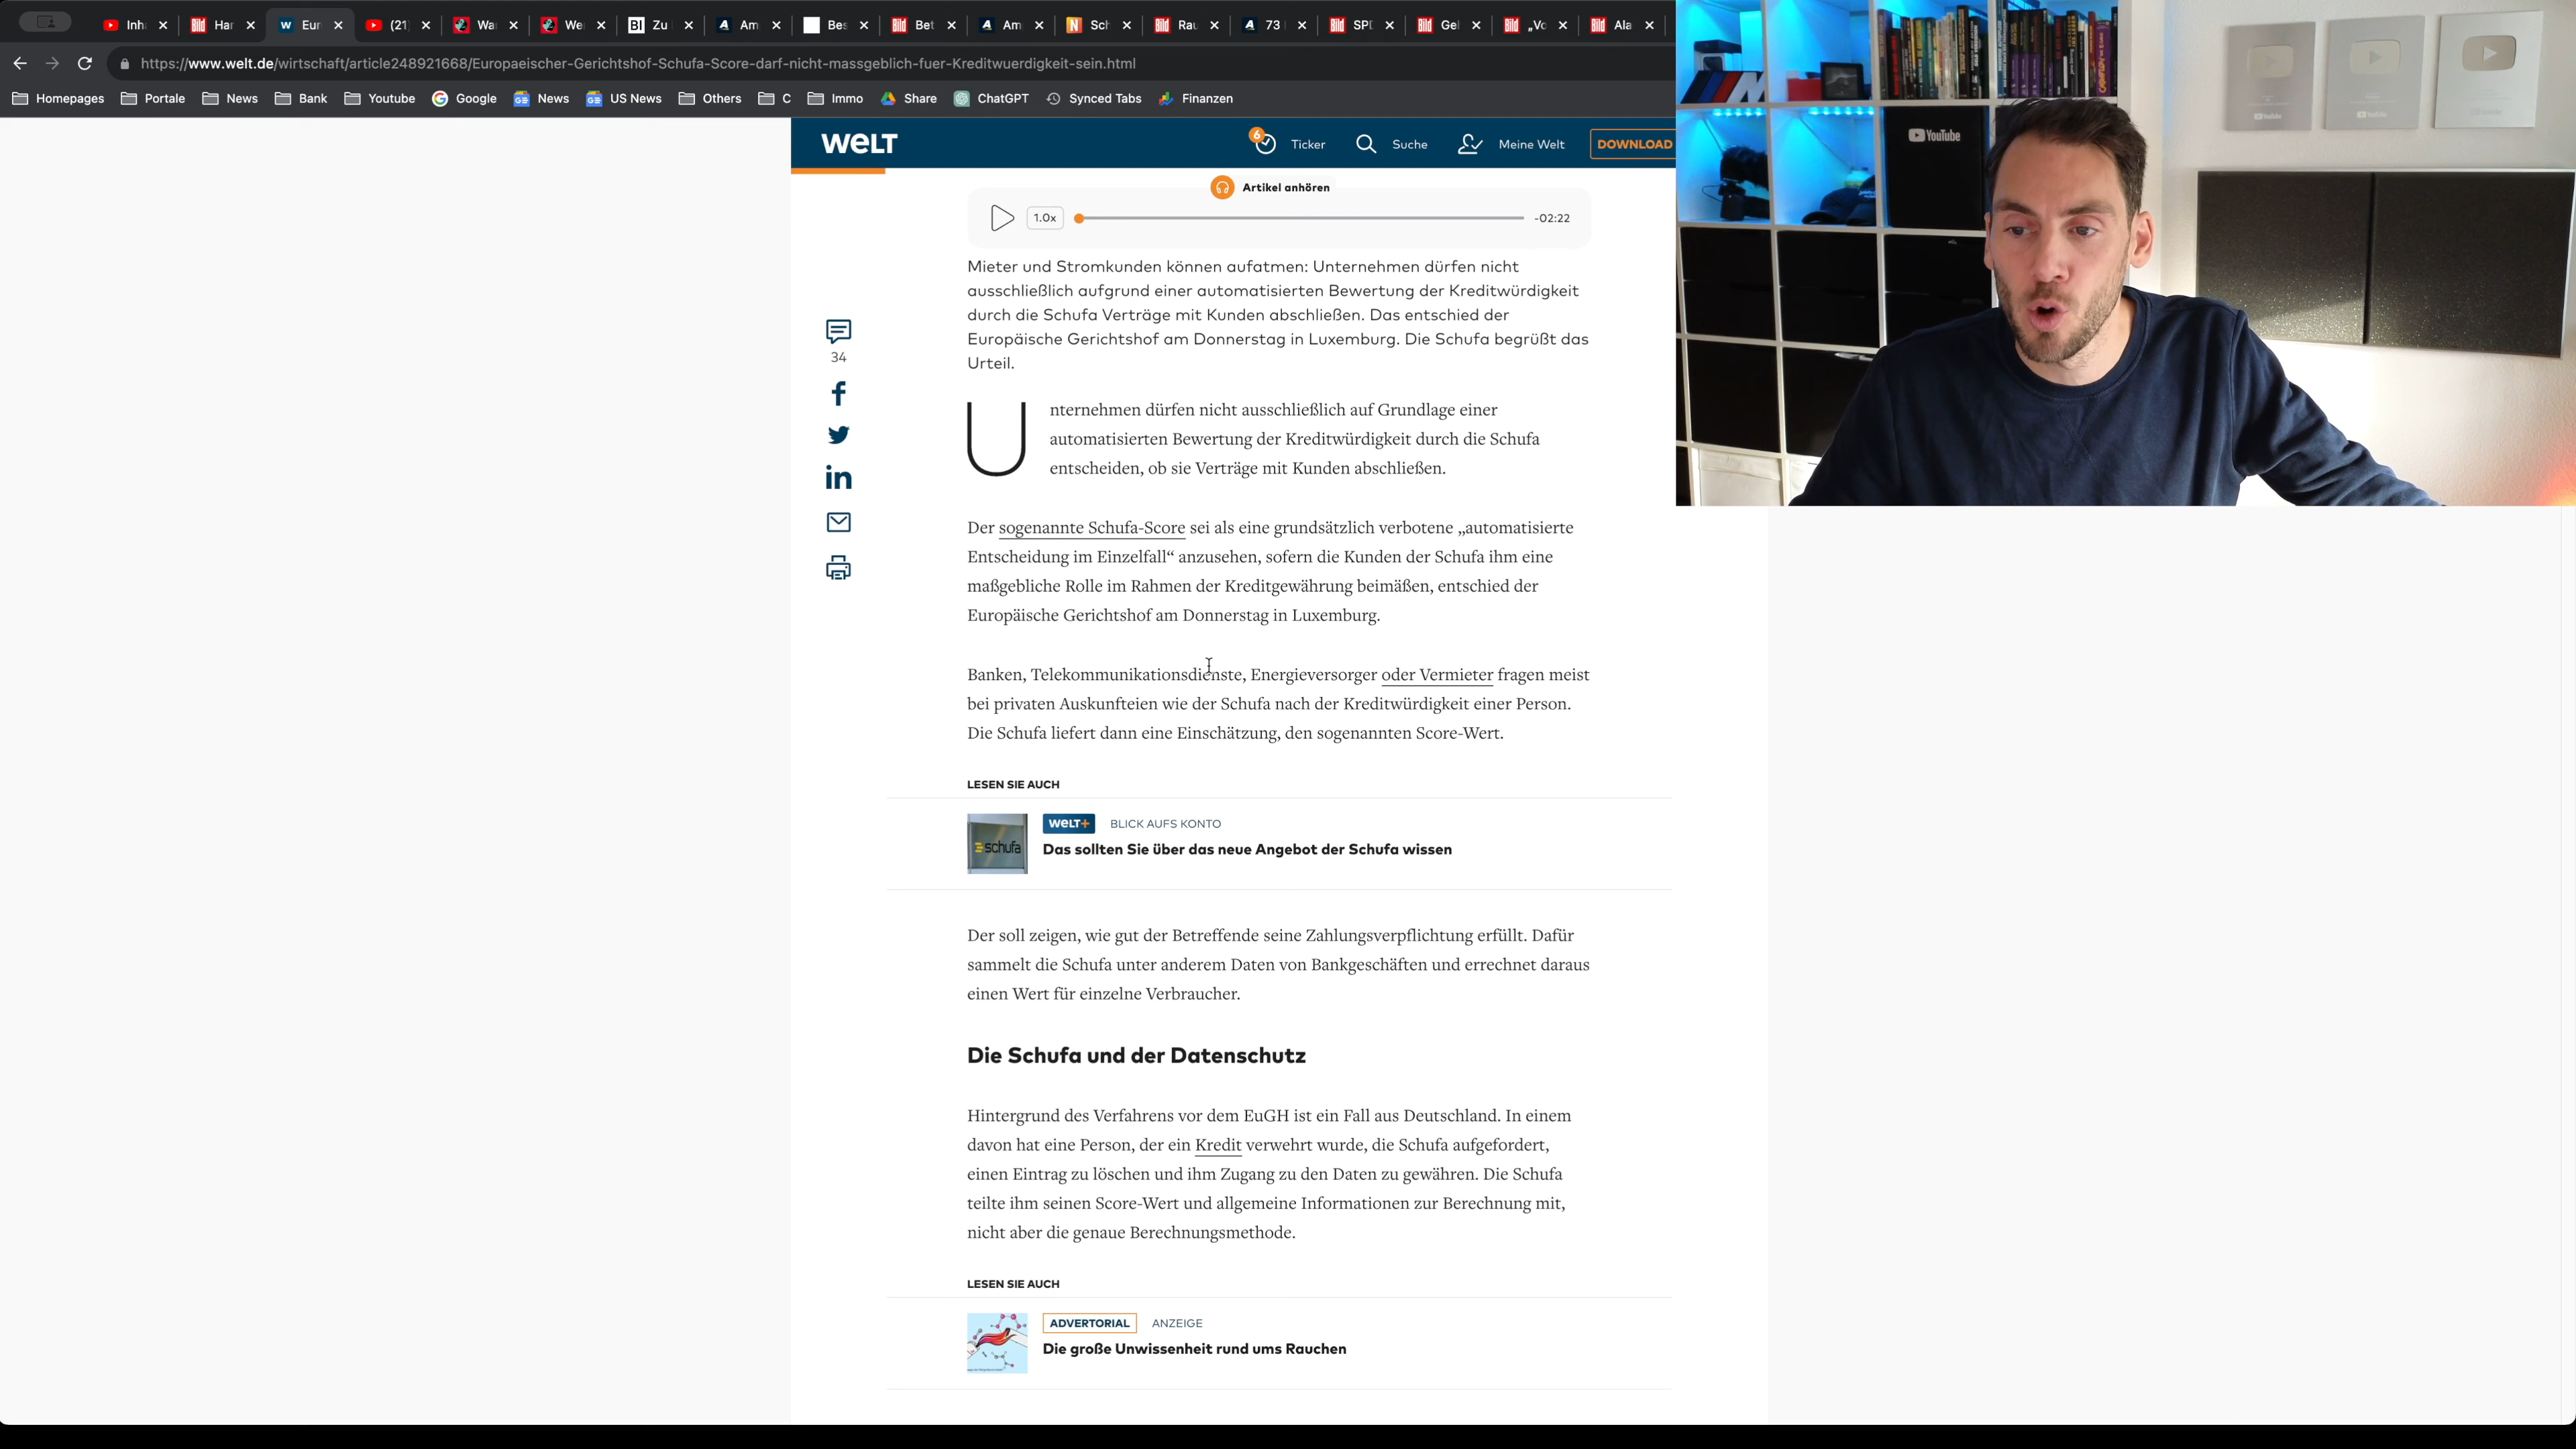 Inh
Har
Eur
(21)
Wa
We
Zu
Am
Bes
Bet
Am
Sch
Rau
73
SPI
Gel
„Vo
Ala
https://www.welt.de/wirtschaft/article248921668/Europaeischer-Gerichtshof-Schufa-Score-darf-nicht-massgeblich-fuer-Kreditwuerdigkeit-sein.html
Homepages Portale News Bank Youtube Google News US News Others C Immo Share ChatGPT Synced Tabs Finanzen
WELT
6 Ticker Suche Meine Welt DOWNLOAD
YouTube
Artikel anhören
1.0x -02:22
Mieter und Stromkunden können aufatmen: Unternehmen dürfen nicht
ausschließlich aufgrund einer automatisierten Bewertung der Kreditwürdigkeit
durch die Schufa Verträge mit Kunden abschließen. Das entschied der
Europäische Gerichtshof am Donnerstag in Luxemburg. Die Schufa begrüßt das
Urteil.
34
Unternehmen dürfen nicht ausschließlich auf Grundlage einer
automatisierten Bewertung der Kreditwürdigkeit durch die Schufa
entscheiden, ob sie Verträge mit Kunden abschließen.
Der sogenannte Schufa-Score sei als eine grundsätzlich verbotene „automatisierte
Entscheidung im Einzelfall“ anzusehen, sofern die Kunden der Schufa ihm eine
maßgebliche Rolle im Rahmen der Kreditgewährung beimäßen, entschied der
Europäische Gerichtshof am Donnerstag in Luxemburg.
Banken, Telekommunikationsdienste, Energieversorger oder Vermieter fragen meist
bei privaten Auskunfteien wie der Schufa nach der Kreditwürdigkeit einer Person.
Die Schufa liefert dann eine Einschätzung, den sogenannten Score-Wert.
LESEN SIE AUCH
schufa
WELT+ BLICK AUFS KONTO
Das sollten Sie über das neue Angebot der Schufa wissen
Der soll zeigen, wie gut der Betreffende seine Zahlungsverpflichtung erfüllt. Dafür
sammelt die Schufa unter anderem Daten von Bankgeschäften und errechnet daraus
einen Wert für einzelne Verbraucher.
Die Schufa und der Datenschutz
Hintergrund des Verfahrens vor dem EuGH ist ein Fall aus Deutschland. In einem
davon hat eine Person, der ein Kredit verwehrt wurde, die Schufa aufgefordert,
einen Eintrag zu löschen und ihm Zugang zu den Daten zu gewähren. Die Schufa
teilte ihm seinen Score-Wert und allgemeine Informationen zur Berechnung mit,
nicht aber die genaue Berechnungsmethode.
LESEN SIE AUCH
ADVERTORIAL ANZEIGE
Die große Unwissenheit rund ums Rauchen